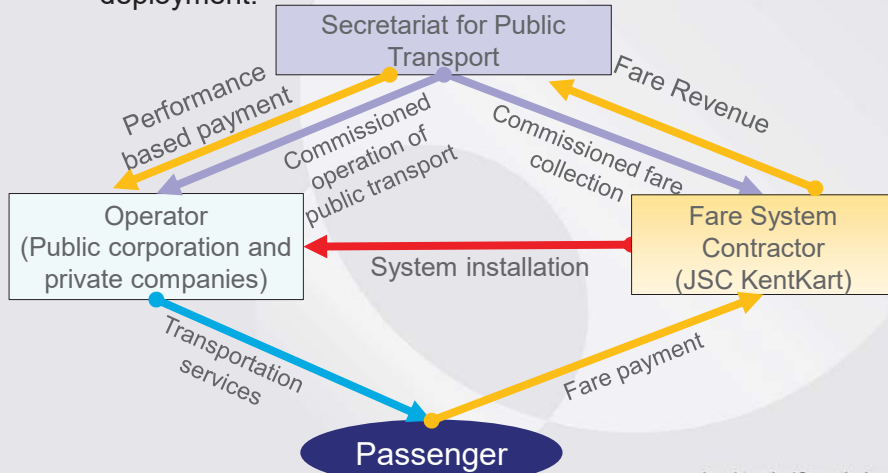 deployment.
Secretariat for Public
Transport
Performance
based payment
Commissioned
operation of
public transport
Commissioned fare
collection
Fare Revenue
Operator
(Public corporation and
private companies)
System installation
Fare System
Contractor
(JSC KentKart)
Transportation
services
Fare payment
Passenger